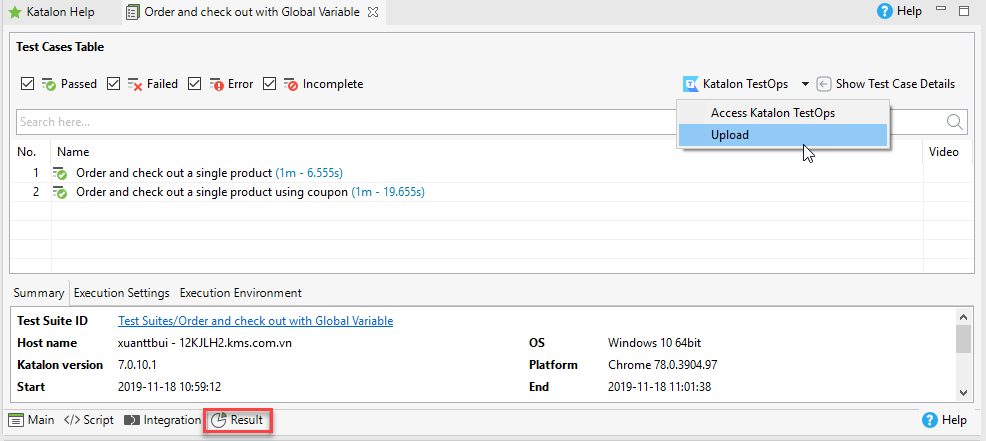 Katalon Help
Order and check out with Global Variable
Help
Test Cases Table
Passed
Failed
Error
Incomplete
Katalon TestOps
Show Test Case Details
Access Katalon TestOps
Upload
Search here...
No. Name Video
1 Order and check out a single product (1m - 6.555s)
2 Order and check out a single product using coupon (1m - 19.655s)
Summary Execution Settings Execution Environment
Test Suite ID Test Suites/Order and check out with Global Variable
Host name xuanttbui - 12KJLH2.kms.com.vn OS Windows 10 64bit
Katalon version 7.0.10.1 Platform Chrome 78.0.3904.97
Start 2019-11-18 10:59:12 End 2019-11-18 11:01:38
Main </> Script Integration Result Help